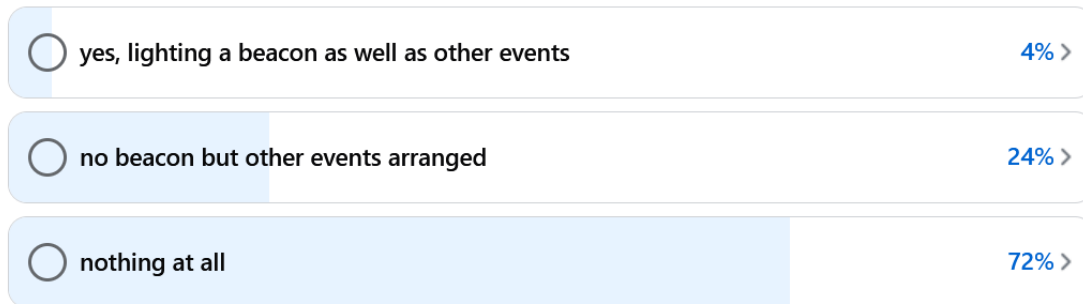 yes, lighting a beacon as well as other events 4%
no beacon but other events arranged 24%
nothing at all 72%